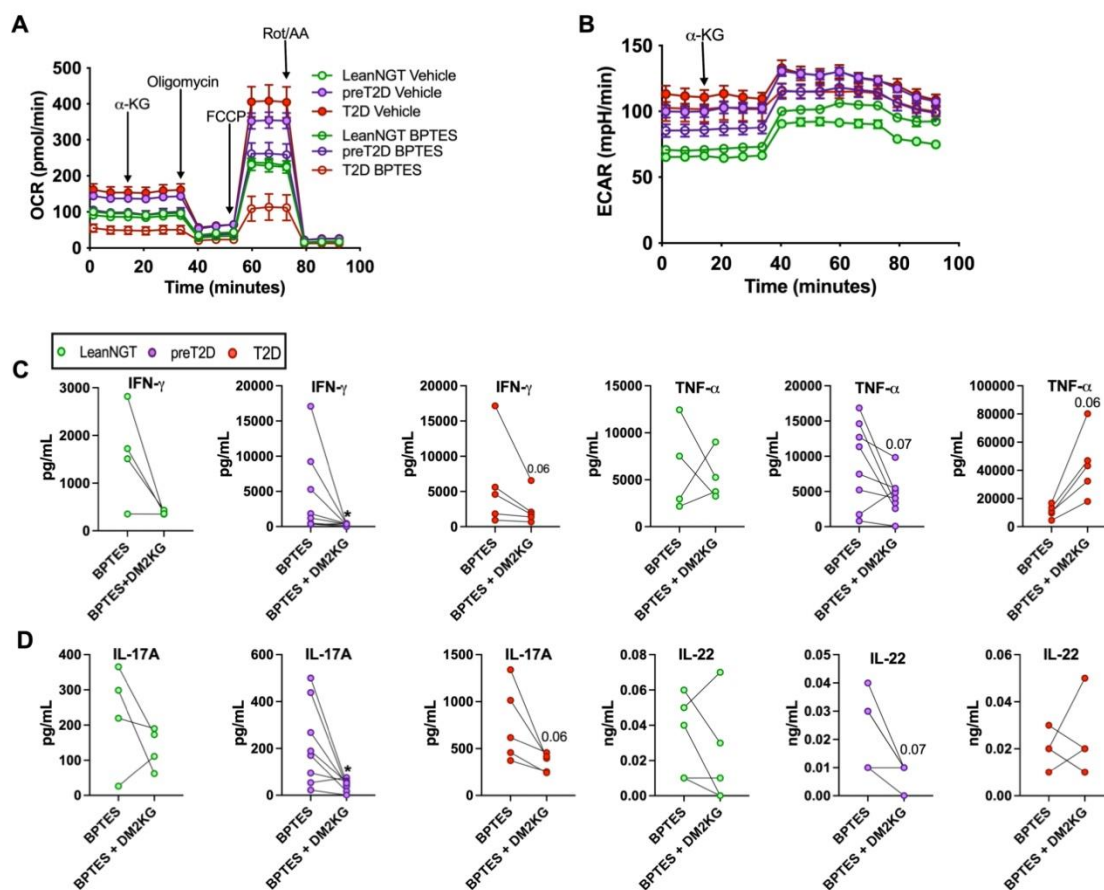 A
OCR (pmol/min)
500
400
300
200
100
0
α-KG
Oligomycin
FCCP
Rot/AA
0 20 40 60 80 100
Time (minutes)
LeanNGT Vehicle
preT2D Vehicle
T2D Vehicle
LeanNGT BPTES
preT2D BPTES
T2D BPTES
B
ECAR (mpH/min)
150
100
50
0
α-KG
0 20 40 60 80 100
Time (minutes)
LeanNGT preT2D T2D
C
IFN-γ
pg/mL
3000
2000
1000
0
BPTES
BPTES+DM2KG
IFN-γ
pg/mL
20000
15000
10000
5000
0
*
BPTES
BPTES + DM2KG
IFN-γ
pg/mL
20000
15000
10000
5000
0
0.06
BPTES
BPTES + DM2KG
TNF-α
pg/mL
15000
10000
5000
0
BPTES
BPTES + DM2KG
TNF-α
pg/mL
20000
15000
10000
5000
0
0.07
BPTES
BPTES + DM2KG
TNF-α
pg/mL
100000
80000
60000
40000
20000
0
0.06
BPTES
BPTES + DM2KG
D
IL-17A
pg/mL
400
300
200
100
0
BPTES
BPTES + DM2KG
IL-17A
pg/mL
600
400
200
0
*
BPTES
BPTES + DM2KG
IL-17A
pg/mL
1500
1000
500
0
0.06
BPTES
BPTES + DM2KG
IL-22
ng/mL
0.08
0.06
0.04
0.02
0.00
BPTES
BPTES + DM2KG
IL-22
ng/mL
0.05
0.04
0.03
0.02
0.01
0.00
0.07
BPTES
BPTES + DM2KG
IL-22
ng/mL
0.06
0.04
0.02
0.00
BPTES
BPTES + DM2KG